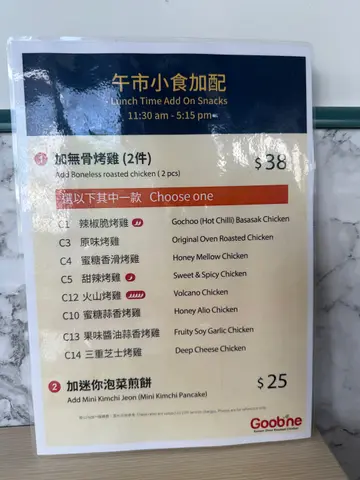 午市小食加配
Lunch Time Add On Snacks
11:30 am - 5:15 pm
1 加無骨烤雞 (2件) $38
Add Boneless roasted chicken ( 2 pcs)
選以下其中一款 Choose one
C1 辣椒脆烤雞 Gochoo (Hot Chilli) Basasak Chicken
C3 原味烤雞 Original Oven Roasted Chicken
C4 蜜糖香滑烤雞 Honey Mellow Chicken
C5 甜辣烤雞 Sweet & Spicy Chicken
C12 火山烤雞 Volcano Chicken
C10 蜜糖蒜香烤雞 Honey Alio Chicken
C13 果味醬油蒜香烤雞 Fruity Soy Garlic Chicken
C14 三重芝士烤雞 Deep Cheese Chicken
2 加迷你泡菜煎餅 $25
Add Mini Kimchi Jeon (Mini Kimchi Pancake)
Goobne